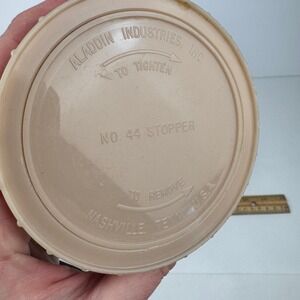 ALADDIN INDUSTRIES, INC.
TO TIGHTEN
NO. 44 STOPPER
TO REMOVE
NASHVILLE, TENN. U.S.A.